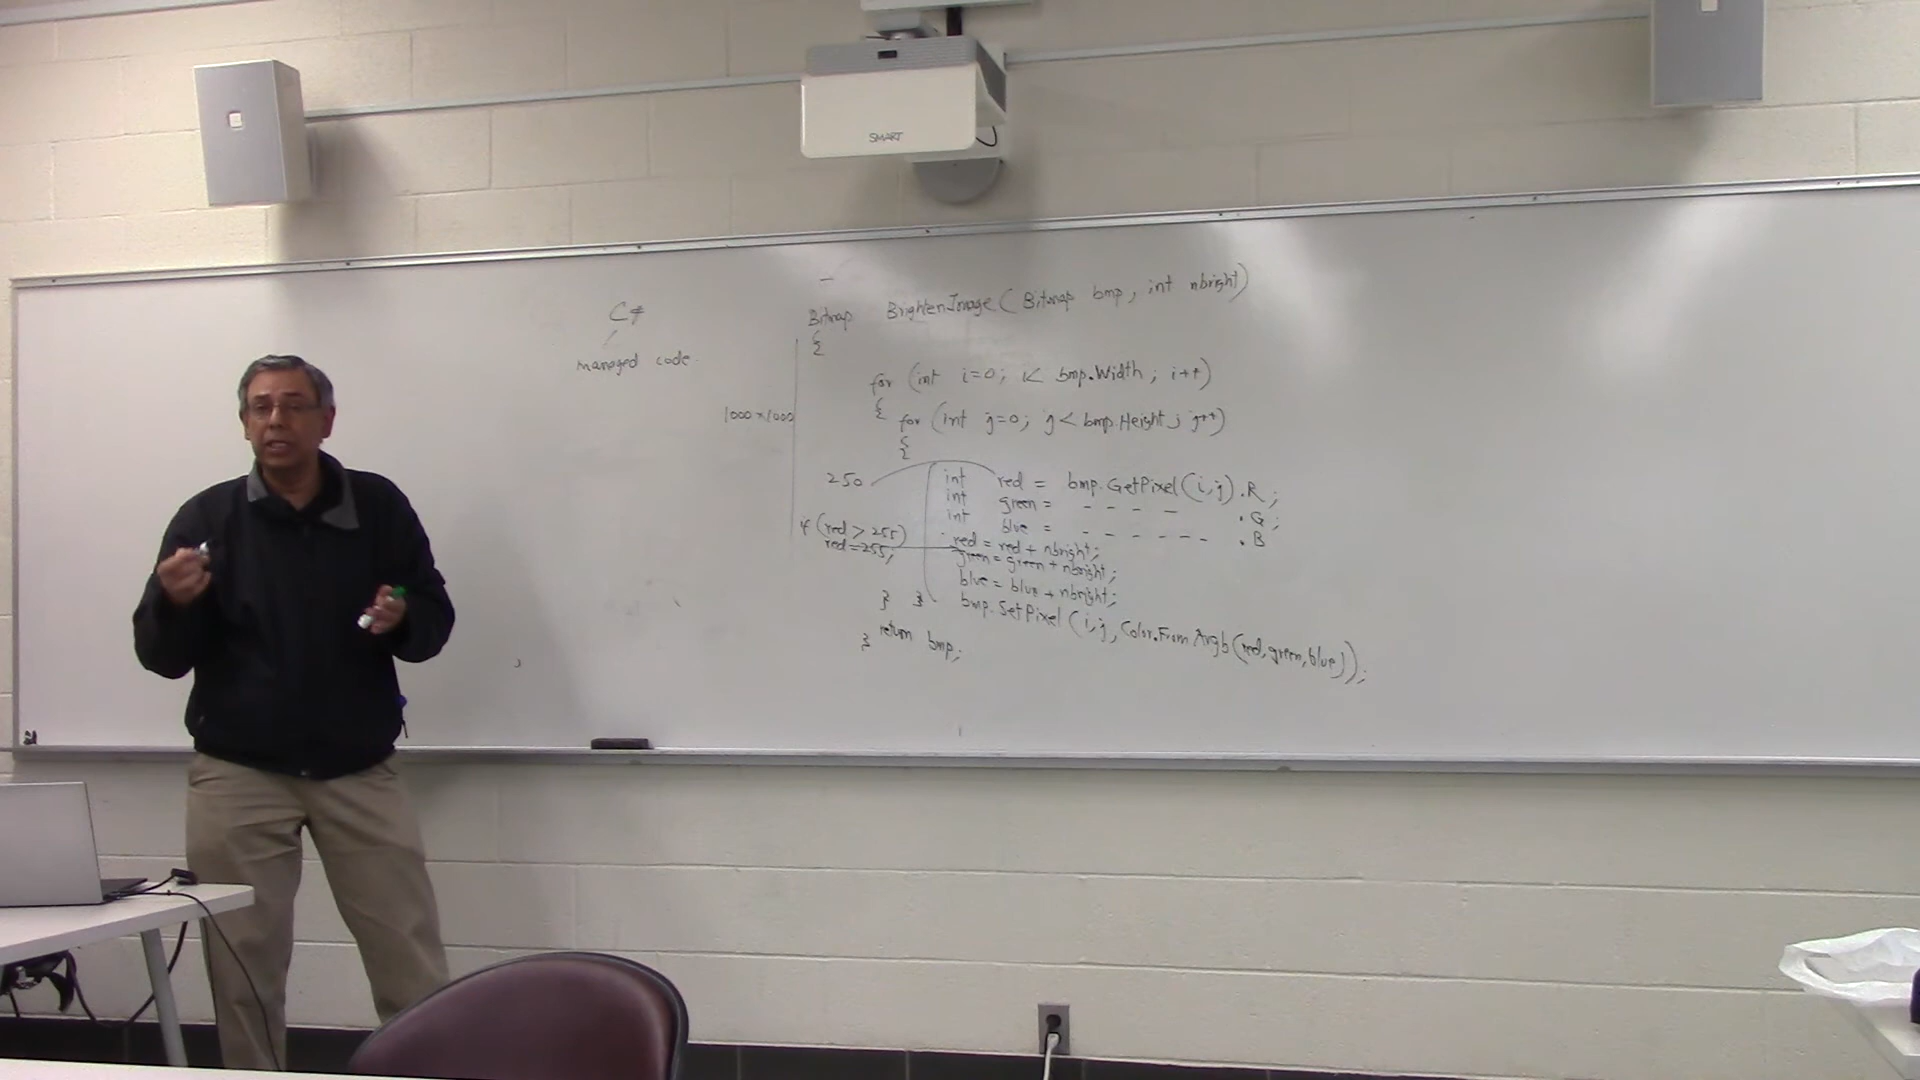 SMART
C#
managed code
Bitmap BrightenImage(Bitmap bmp, int nbright)
{
for (int i=0; i< bmp.Width; i++)
1000x1000
{ for (int j=0; j< bmp.Height; j++)
{
250
int red = bmp.GetPixel(i,j).R;
int green = - - - - .G;
int blue = - - - - - - .B
if (red > 255)
red=255;
red = red + nbright;
green = green + nbright;
blue = blue + nbright;
} } bmp.SetPixel(i,j, Color.FromArgb(red,green,blue));
} return bmp;